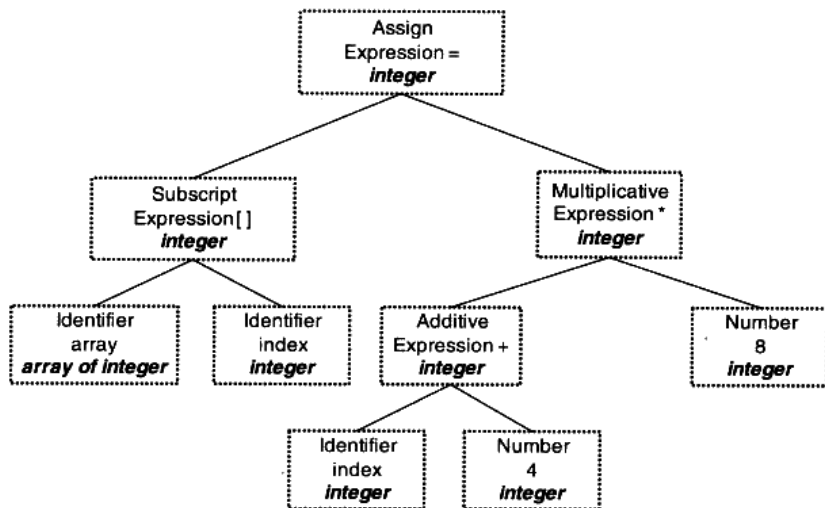 Assign
Expression =
integer
Subscript
Expression [ ]
integer
Multiplicative
Expression *
integer
Identifier
array
array of integer
Identifier
index
integer
Additive
Expression +
integer
Number
8
integer
Identifier
index
integer
Number
4
integer